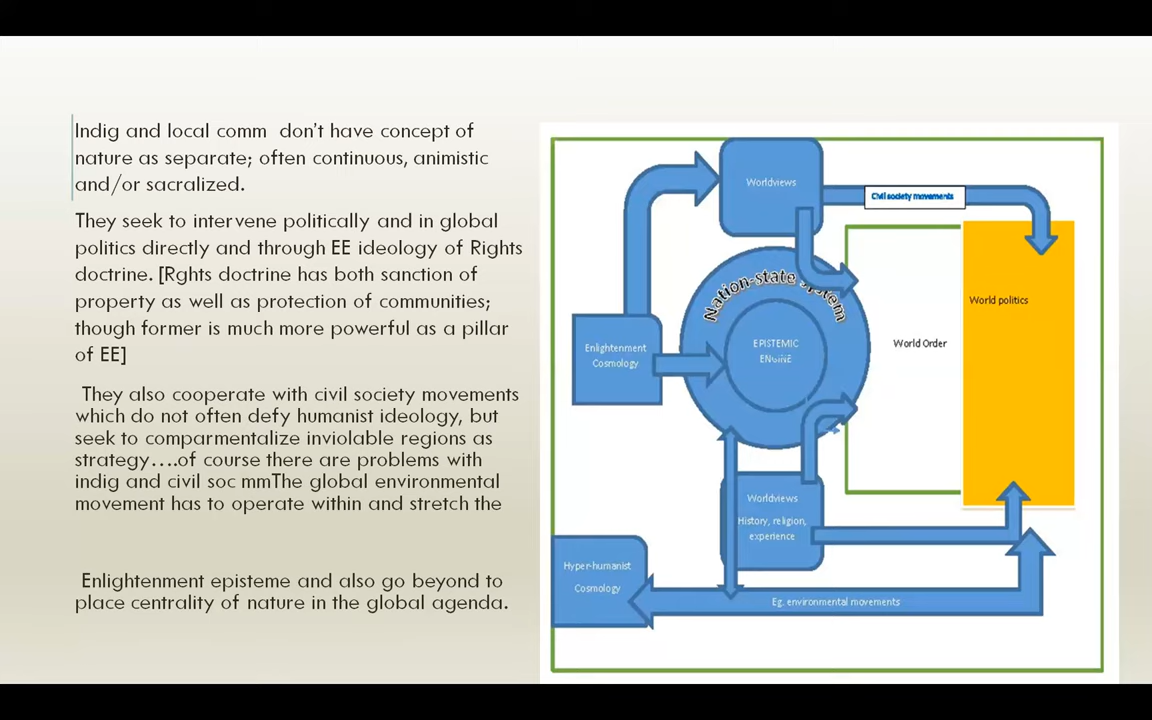 Indig and local comm  don't have concept of
nature as separate; often continuous, animistic
and/or sacralized.
They seek to intervene politically and in global
politics directly and through EE ideology of Rights
doctrine. [Rghts doctrine has both sanction of
property as well as protection of communities;
though former is much more powerful as a pillar
of EE]
They also cooperate with civil society movements
which do not often defy humanist ideology, but
seek to comparmentalize inviolable regions as
strategy….of course there are problems with
indig and civil soc mmThe global environmental
movement has to operate within and stretch the
Enlightenment episteme and also go beyond to
place centrality of nature in the global agenda.
Worldviews
Civil society movements
Nation-state system
World politics
Enlightenment
Cosmology
EPISTEMIC
ENGINE
World Order
Worldviews
History, religion,
experience
Hyper-humanist
Cosmology
Eg. environmental movements